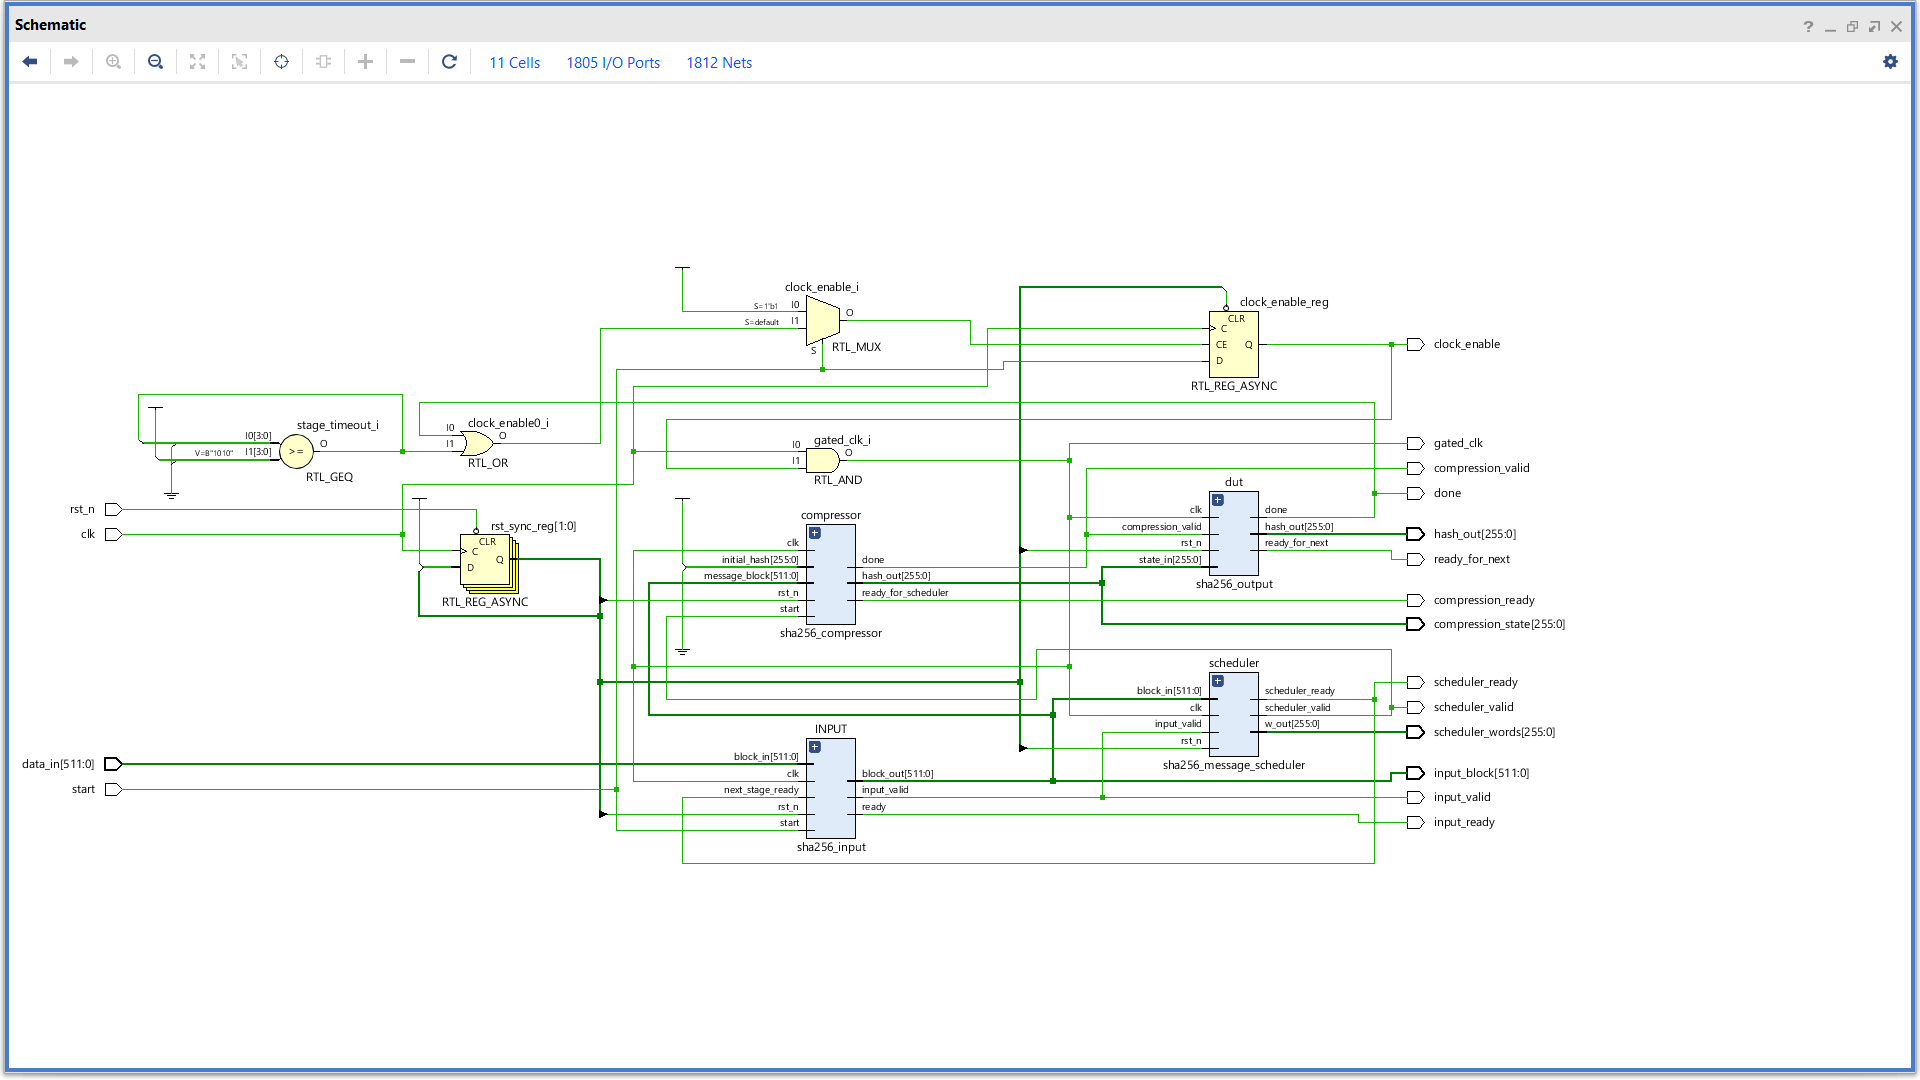 Schematic
11 Cells 1805 I/O Ports 1812 Nets
clock_enable_i
S=1'b1 I0
S=default I1
O
S
RTL_MUX
clock_enable_reg
CLR
C
CE Q
D
RTL_REG_ASYNC
clock_enable
stage_timeout_i
I0[3:0]
V=B"1010" I1[3:0]
O
>=
RTL_GEQ
clock_enable0_i
I0
I1
O
RTL_OR
gated_clk_i
I0
I1
O
RTL_AND
gated_clk
compression_valid
done
rst_n
clk
rst_sync_reg[1:0]
CLR
C
Q
D
RTL_REG_ASYNC
compressor
clk
initial_hash[255:0]
message_block[511:0]
rst_n
start
done
hash_out[255:0]
ready_for_scheduler
sha256_compressor
dut
clk
compression_valid
rst_n
state_in[255:0]
done
hash_out[255:0]
ready_for_next
sha256_output
hash_out[255:0]
ready_for_next
compression_ready
compression_state[255:0]
scheduler
block_in[511:0]
clk
input_valid
rst_n
scheduler_ready
scheduler_valid
w_out[255:0]
sha256_message_scheduler
scheduler_ready
scheduler_valid
scheduler_words[255:0]
data_in[511:0]
start
INPUT
block_in[511:0]
clk
next_stage_ready
rst_n
start
block_out[511:0]
input_valid
ready
sha256_input
input_block[511:0]
input_valid
input_ready